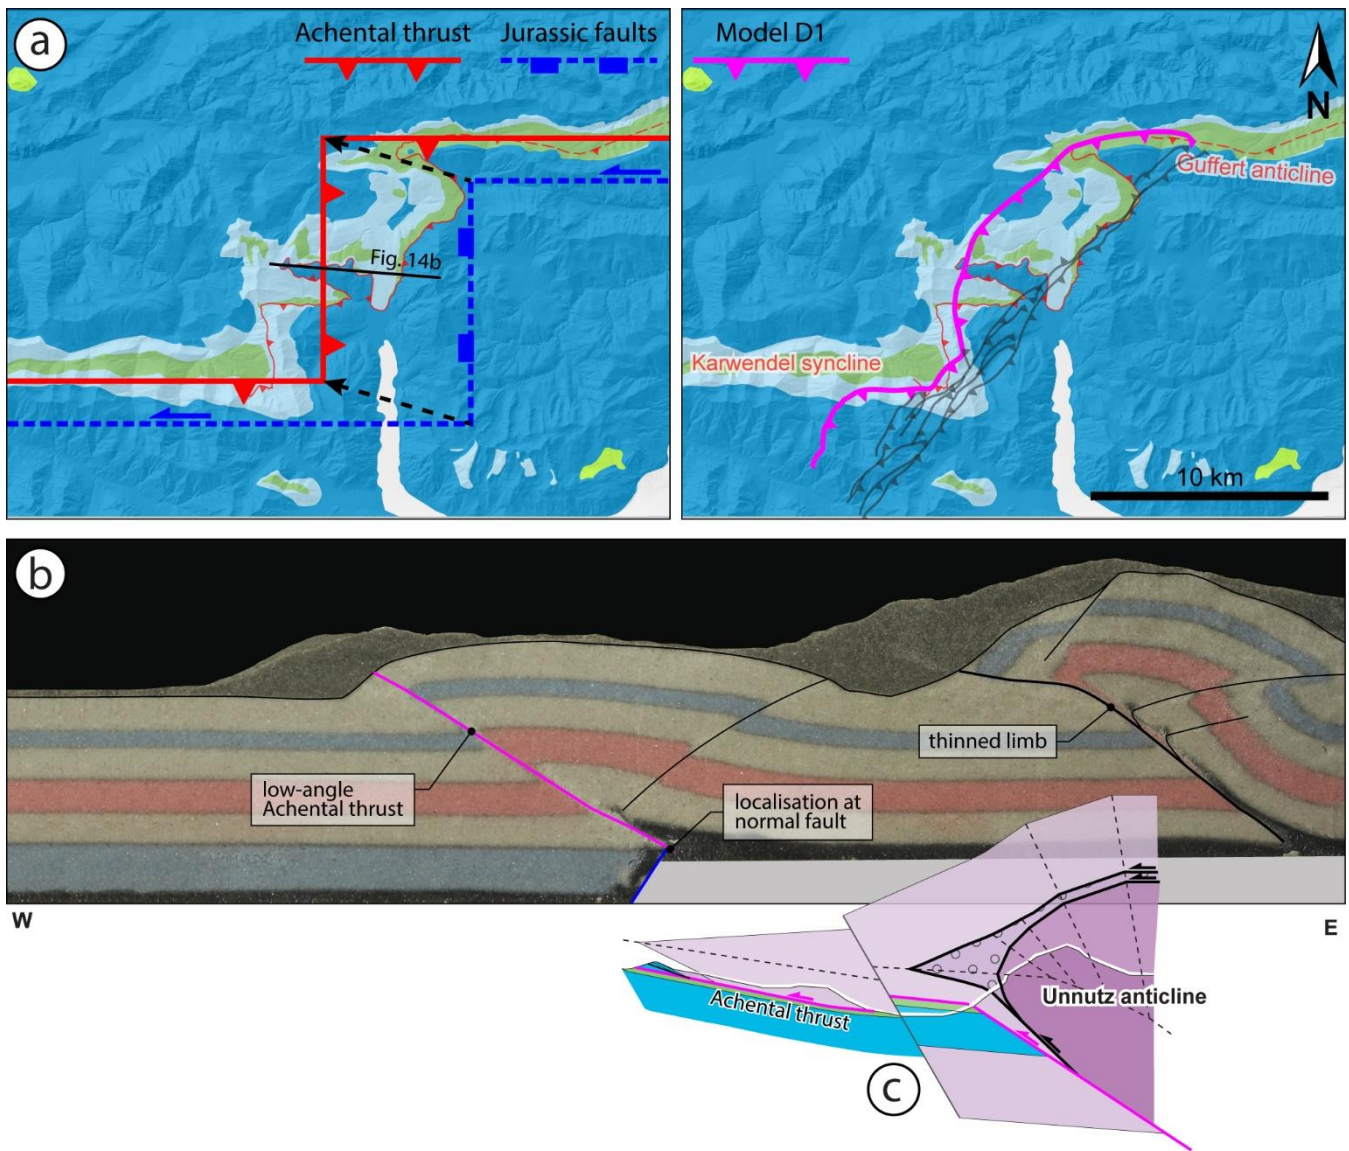 a
Achental thrust
Jurassic faults
Fig. 14b
Model D1
N
Guffert anticline
Karwendel syncline
10 km
b
low-angle
Achental thrust
localisation at
normal fault
thinned limb
W
E
Achental thrust
Unnutz anticline
c